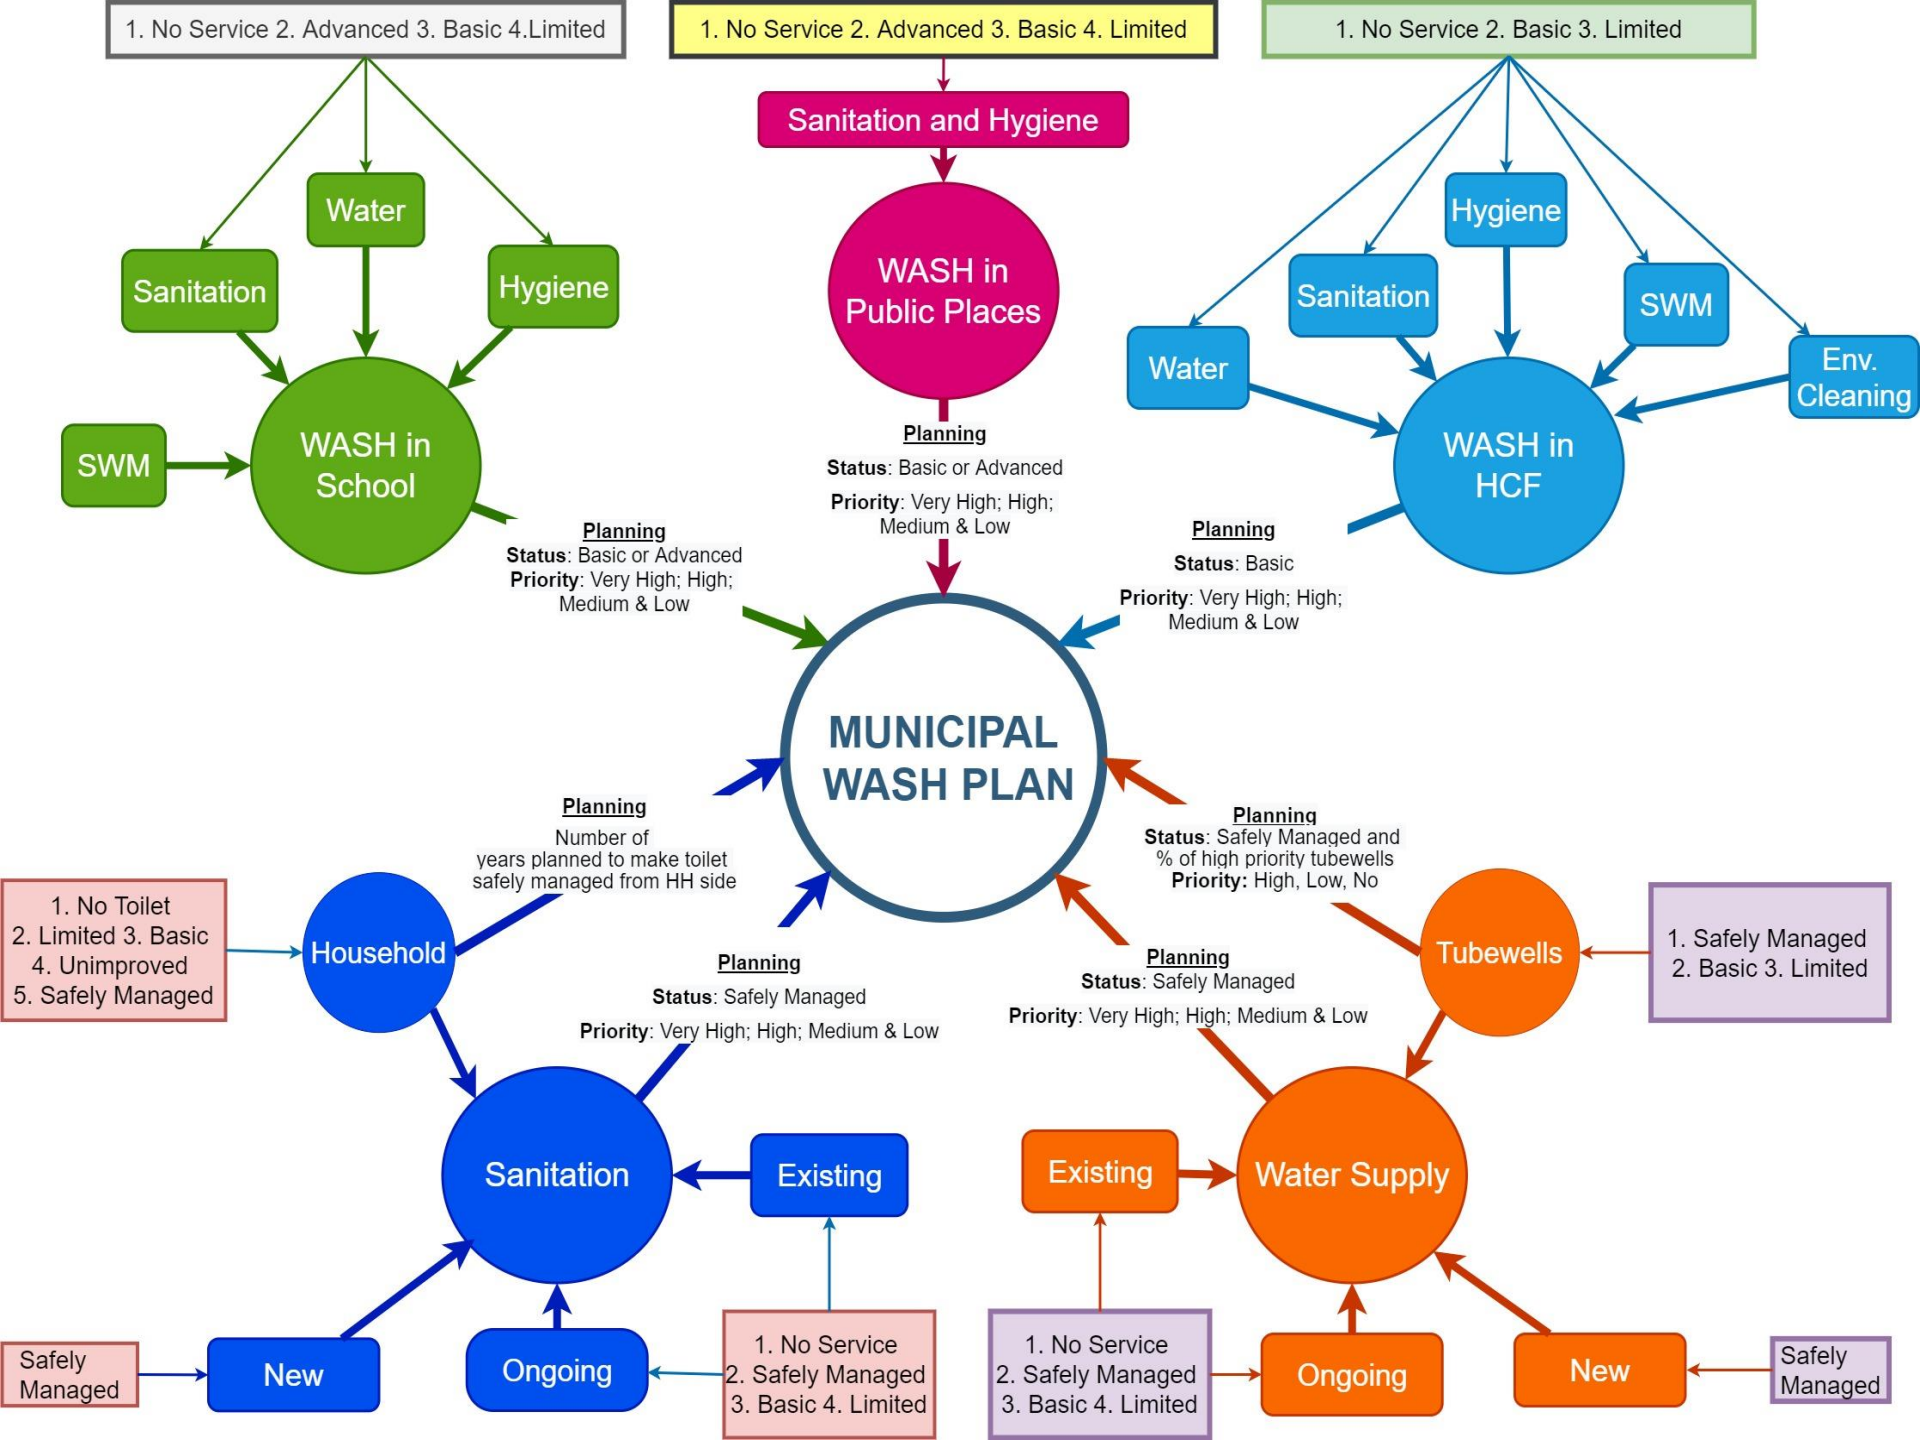 1. No Service 2. Advanced 3. Basic 4.Limited
1. No Service 2. Advanced 3. Basic 4. Limited
1. No Service 2. Basic 3. Limited
Sanitation and Hygiene
Water
Sanitation
Hygiene
SWM
WASH in
School
WASH in
Public Places
Hygiene
Sanitation
SWM
Water
Env.
Cleaning
WASH in
HCF
Planning
Status: Basic or Advanced
Priority: Very High; High;
Medium & Low
Planning
Status: Basic or Advanced
Priority: Very High; High;
Medium & Low
Planning
Status: Basic
Priority: Very High; High;
Medium & Low
MUNICIPAL
WASH PLAN
Planning
Number of
years planned to make toilet
safely managed from HH side
Planning
Status: Safely Managed and
% of high priority tubewells
Priority: High, Low, No
1. No Toilet
2. Limited 3. Basic
4. Unimproved
5. Safely Managed
Household
Tubewells
1. Safely Managed
2. Basic 3. Limited
Planning
Status: Safely Managed
Priority: Very High; High; Medium & Low
Planning
Status: Safely Managed
Priority: Very High; High; Medium & Low
Sanitation
Existing
Existing
Water Supply
Safely
Managed
New
Ongoing
1. No Service
2. Safely Managed
3. Basic 4. Limited
1. No Service
2. Safely Managed
3. Basic 4. Limited
Ongoing
New
Safely
Managed